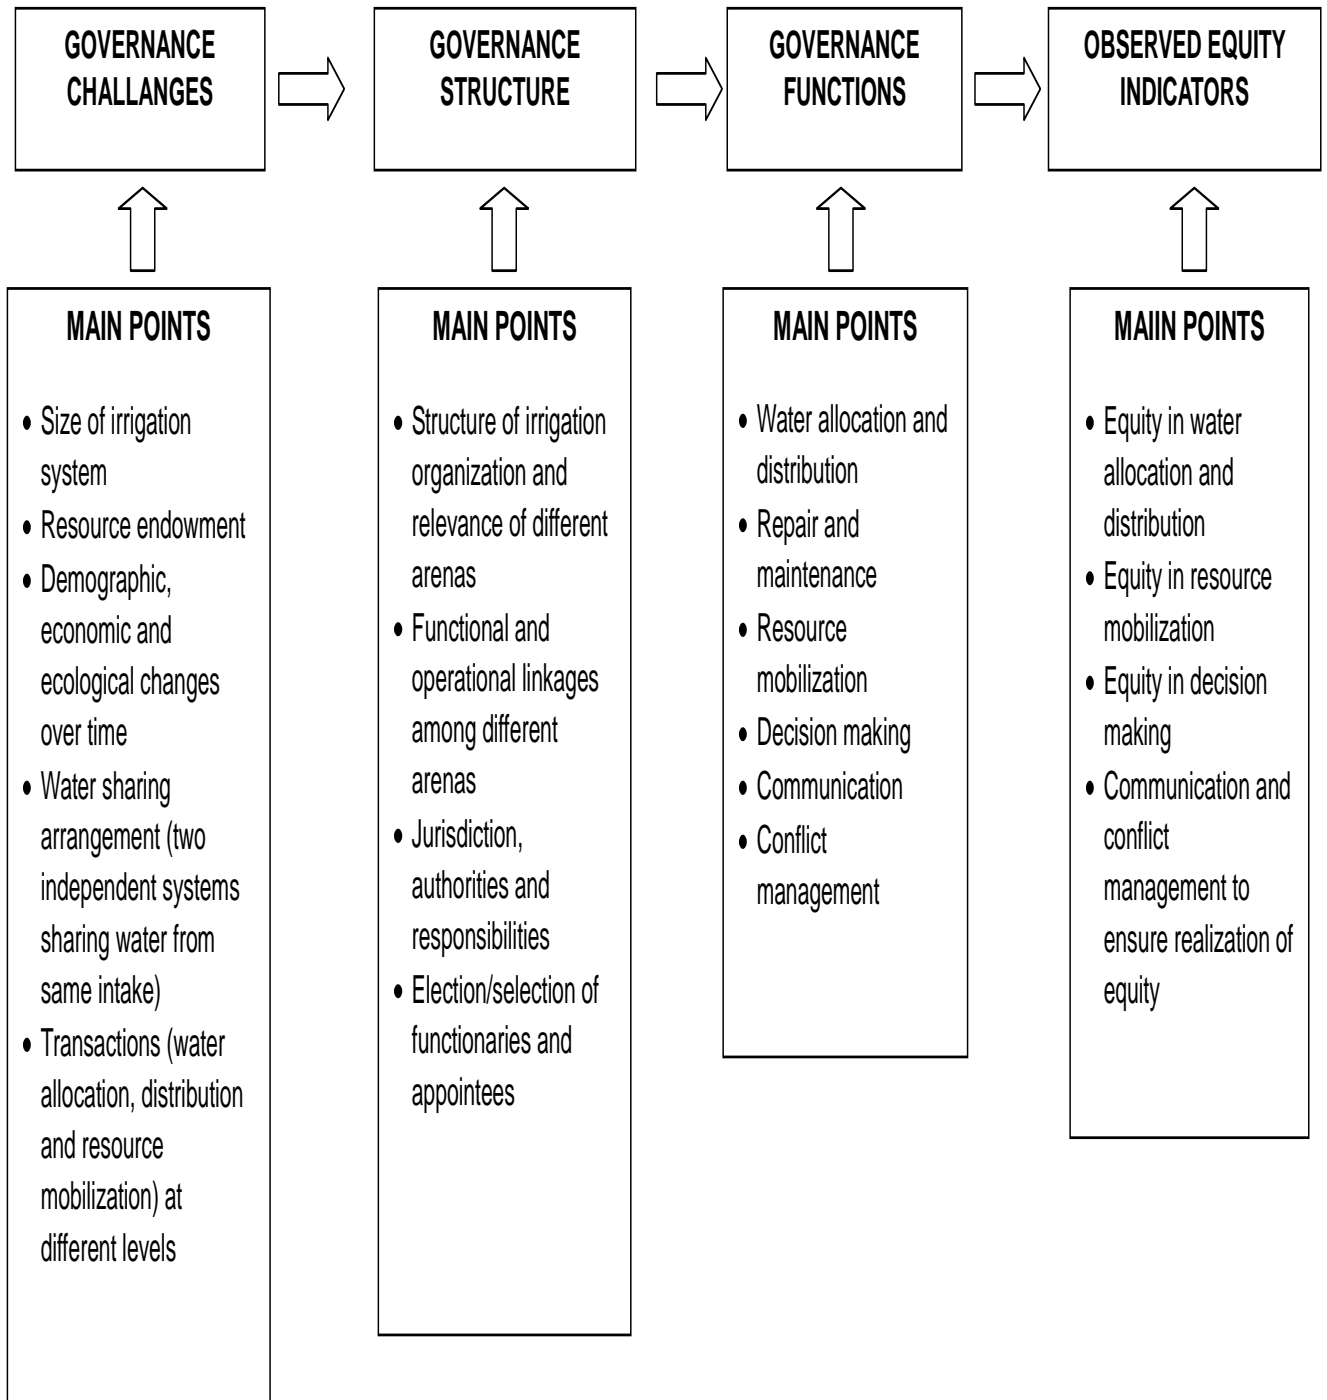 GOVERNANCE
CHALLANGES
GOVERNANCE
STRUCTURE
GOVERNANCE
FUNCTIONS
OBSERVED EQUITY
INDICATORS
MAIN POINTS
• Size of irrigation
system
• Resource endowment
• Demographic,
economic and
ecological changes
over time
• Water sharing
arrangement (two
independent systems
sharing water from
same intake)
• Transactions (water
allocation, distribution
and resource
mobilization) at
different levels
MAIN POINTS
• Structure of irrigation
organization and
relevance of different
arenas
• Functional and
operational linkages
among different
arenas
• Jurisdiction,
authorities and
responsibilities
• Election/selection of
functionaries and
appointees
MAIN POINTS
• Water allocation and
distribution
• Repair and
maintenance
• Resource
mobilization
• Decision making
• Communication
• Conflict
management
MAIIN POINTS
• Equity in water
allocation and
distribution
• Equity in resource
mobilization
• Equity in decision
making
• Communication and
conflict
management to
ensure realization of
equity